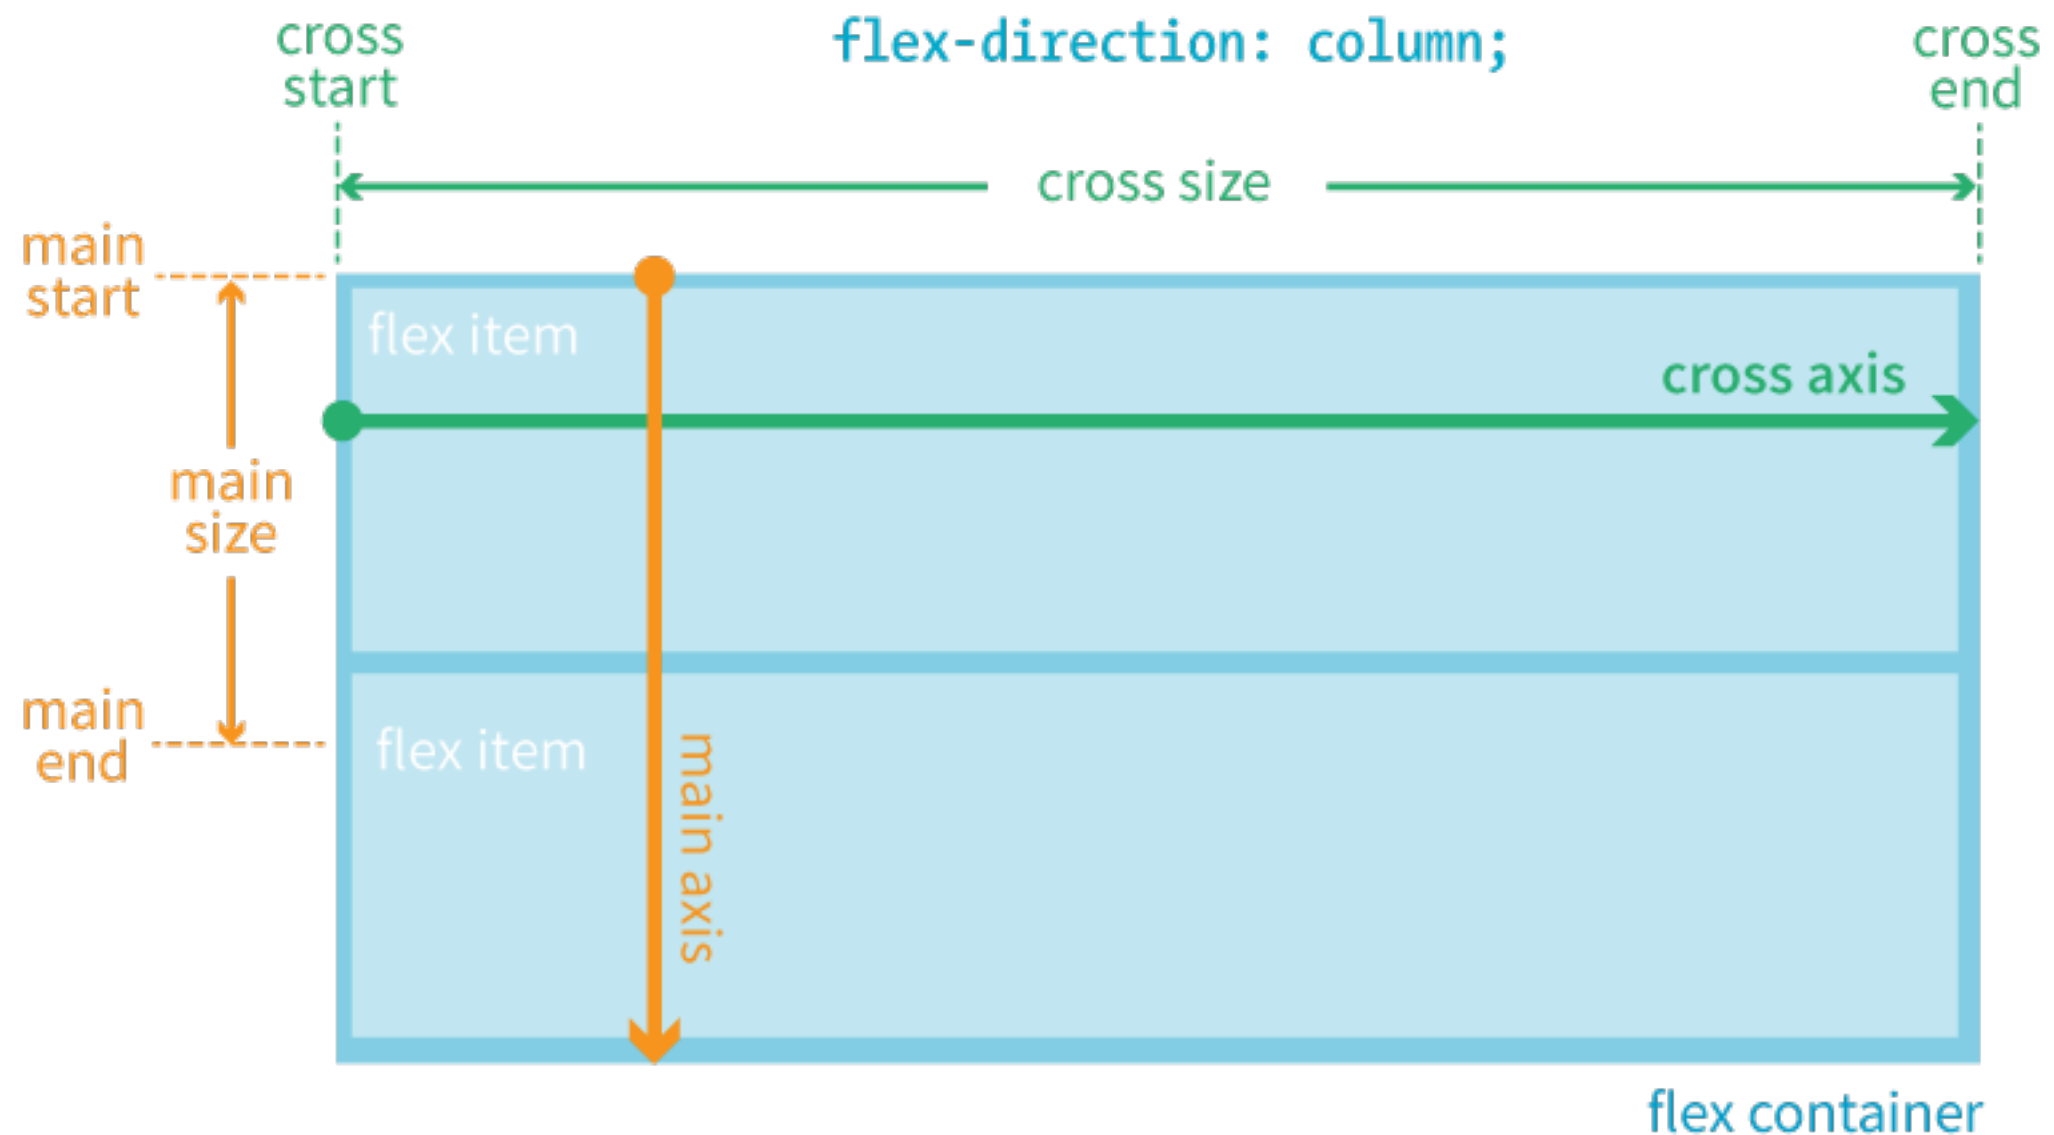 cross
start
flex-direction: column;
cross
end
cross size
main
start
flex item
cross axis
main
size
main
end
flex item
main axis
flex container